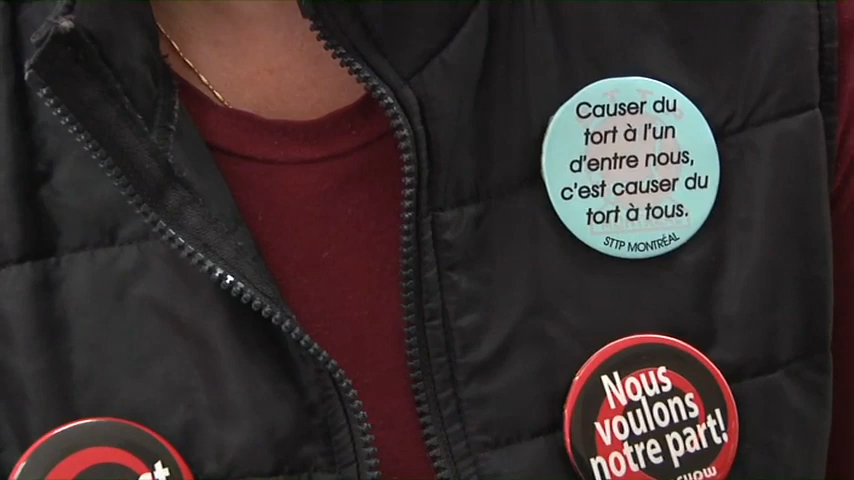 Causer du
tort à l'un
d'entre nous,
c'est causer du
tort à tous.
STTP MONTRÉAL
Nous
voulons
notre part!